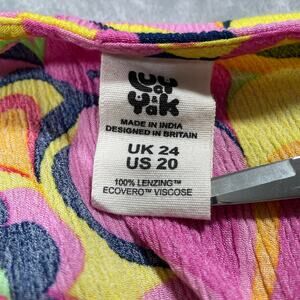 LUCY
& YAK
MADE IN INDIA
DESIGNED IN BRITAIN
UK 24
US 20
100% LENZING™
ECOVERO™ VISCOSE